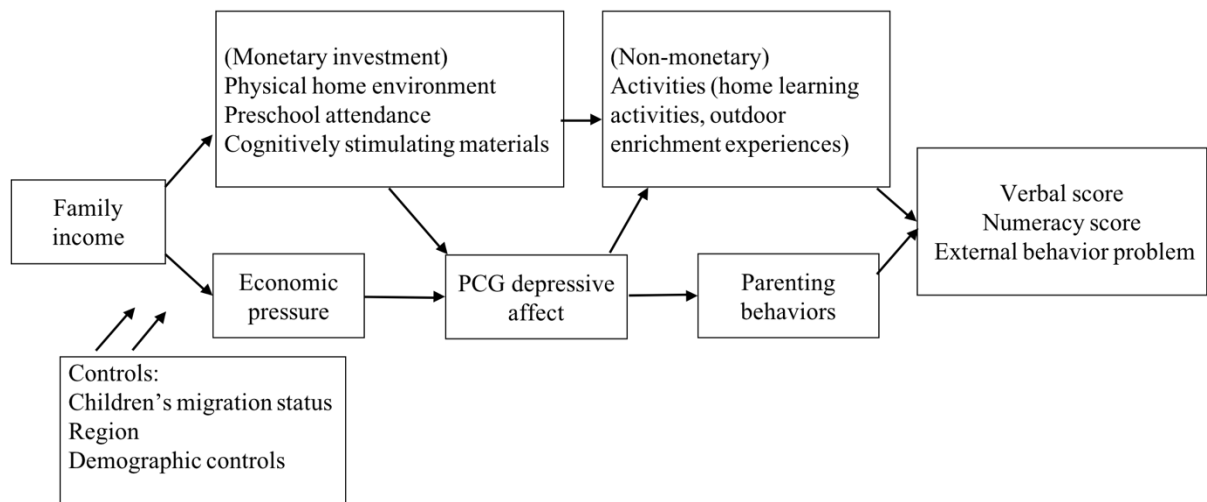 (Monetary investment)
Physical home environment
Preschool attendance
Cognitively stimulating materials
(Non-monetary)
Activities (home learning
activities, outdoor
enrichment experiences)
Family
income
Verbal score
Numeracy score
External behavior problem
Economic
pressure
PCG depressive
affect
Parenting
behaviors
Controls:
Children’s migration status
Region
Demographic controls